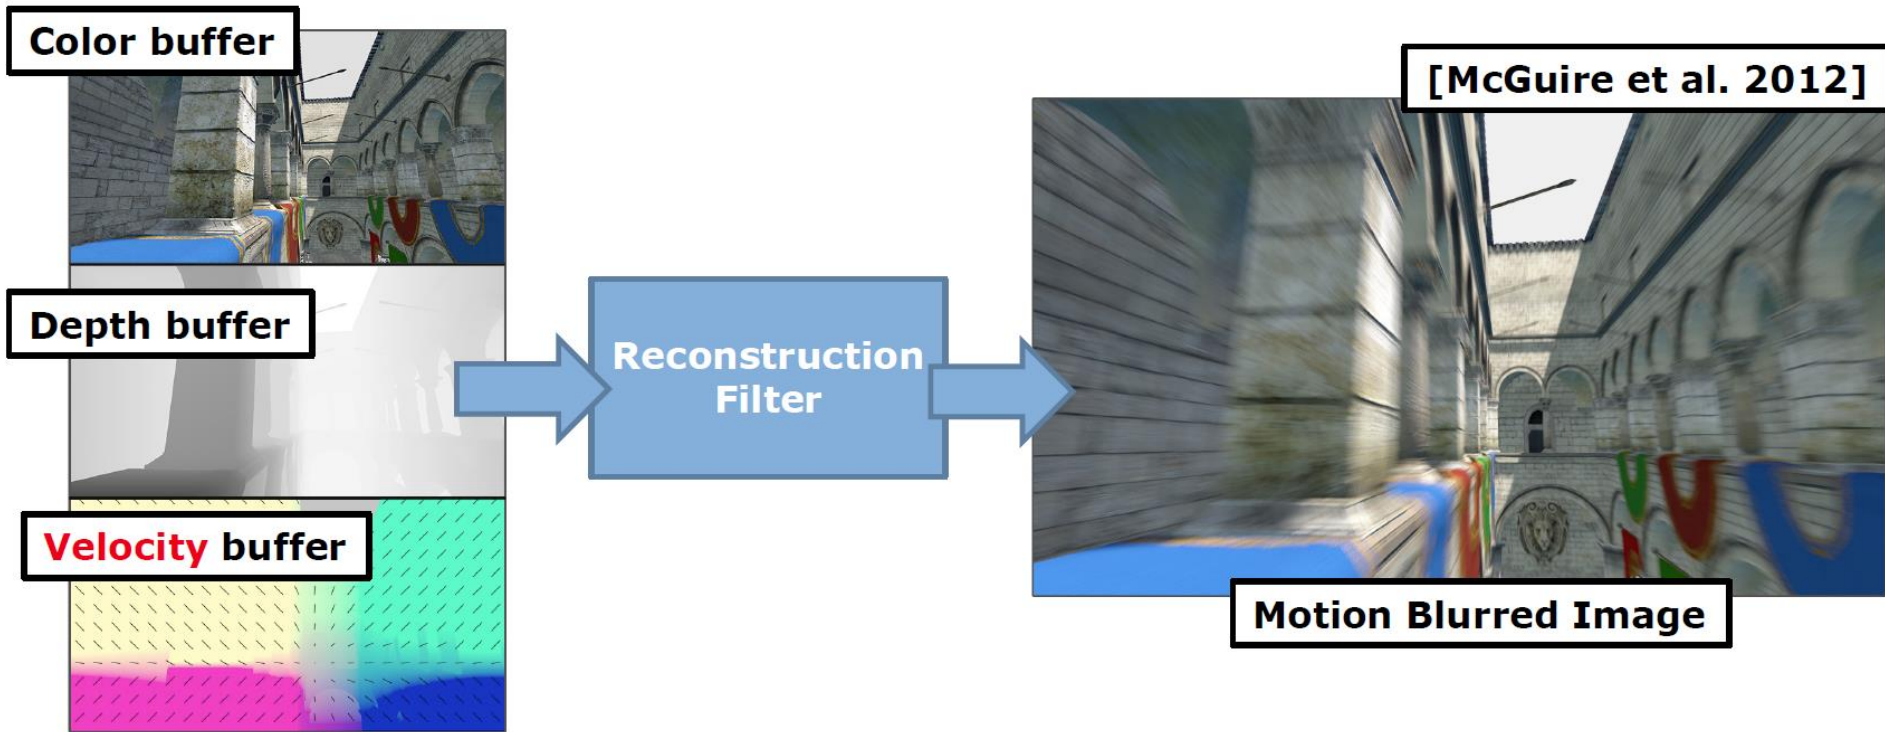 Color buffer
Depth buffer
Velocity buffer
Reconstruction
Filter
[McGuire et al. 2012]
Motion Blurred Image